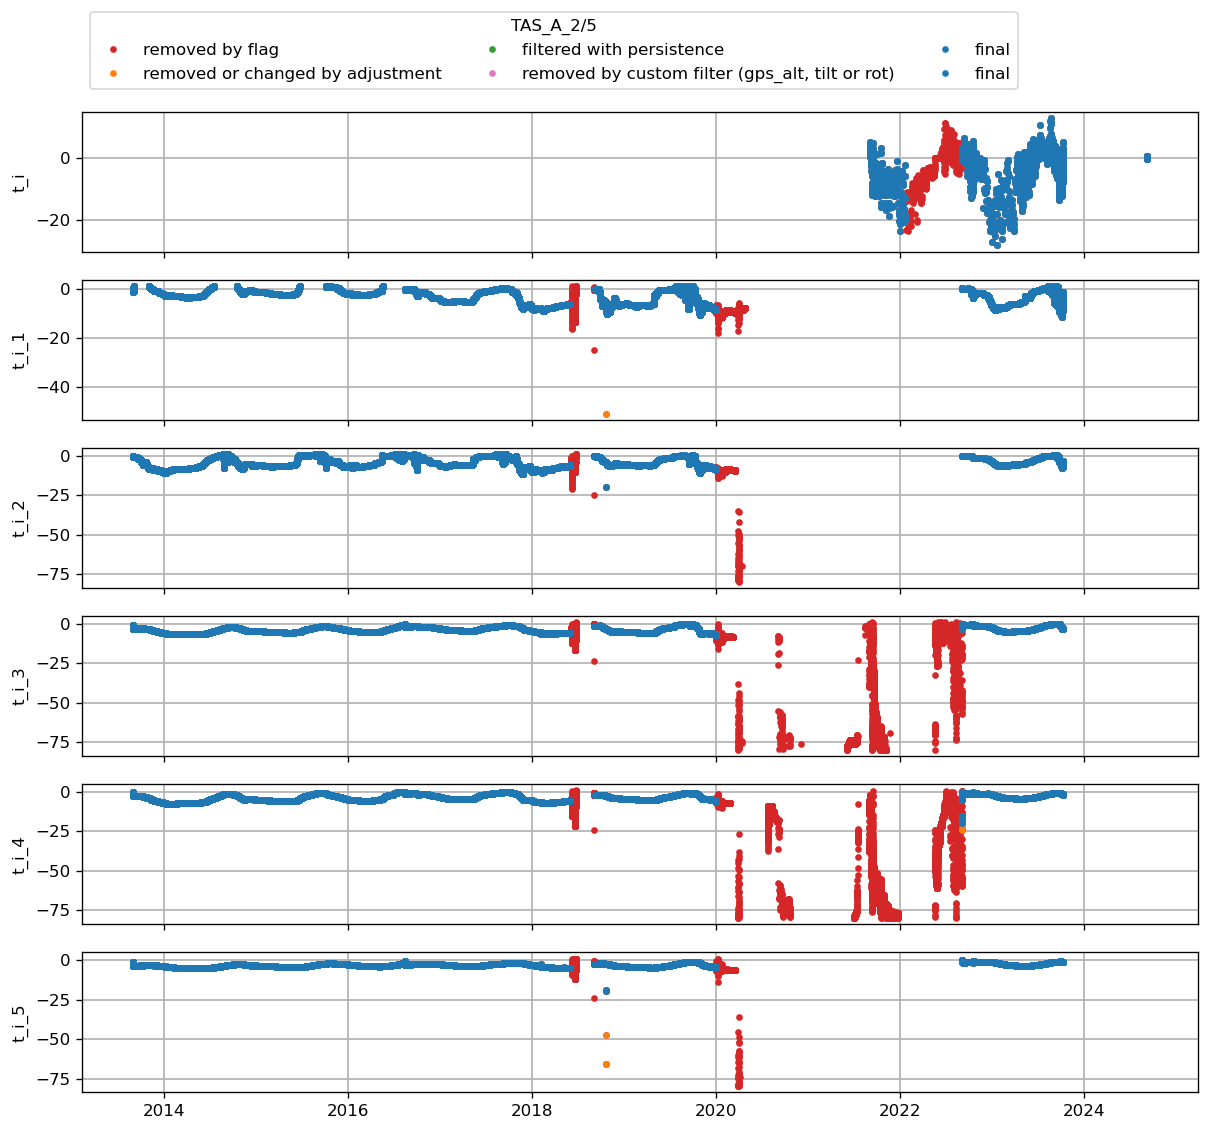 TAS_A_2/5
removed by flag
filtered with persistence
final
removed or changed by adjustment
removed by custom filter (gps_alt, tilt or rot)
final
t_i
0
−20
t_i_1
0
−20
−40
t_i_2
0
−25
−50
−75
t_i_3
0
−25
−50
−75
t_i_4
0
−25
−50
−75
t_i_5
0
−25
−50
−75
2014
2016
2018
2020
2022
2024